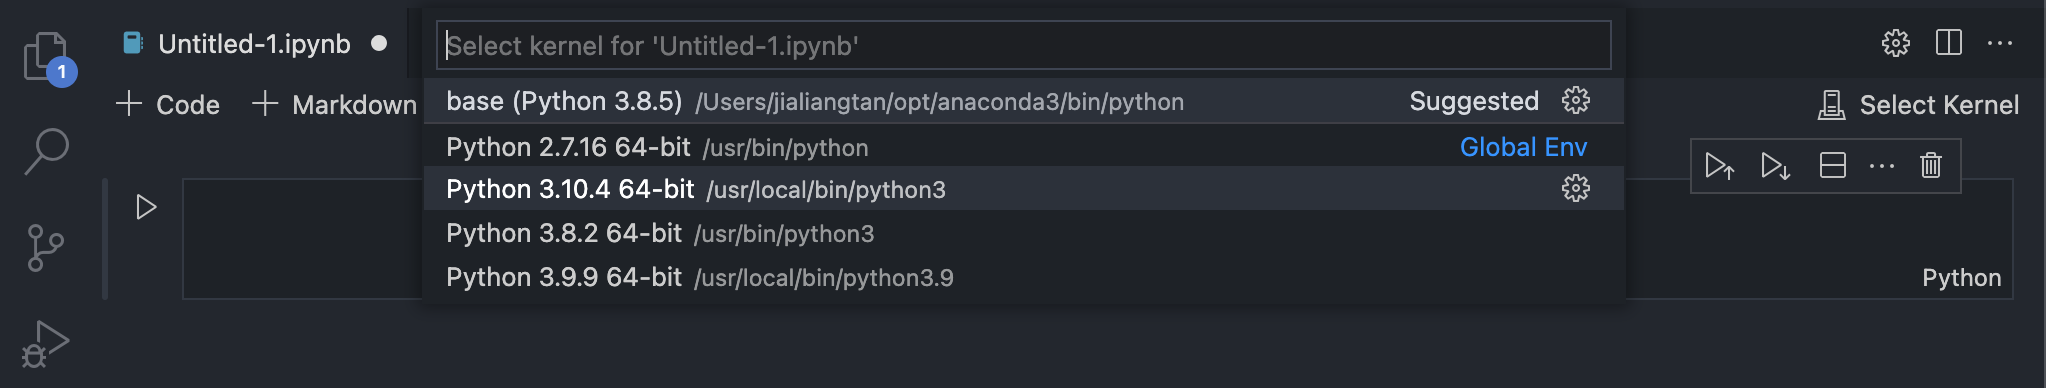 Untitled-1.ipynb
Select kernel for 'Untitled-1.ipynb'
1
Code
Markdown
base (Python 3.8.5) /Users/jialiangtan/opt/anaconda3/bin/python Suggested
Select Kernel
Python 2.7.16 64-bit /usr/bin/python Global Env
Python 3.10.4 64-bit /usr/local/bin/python3
Python 3.8.2 64-bit /usr/bin/python3
Python 3.9.9 64-bit /usr/local/bin/python3.9
Python